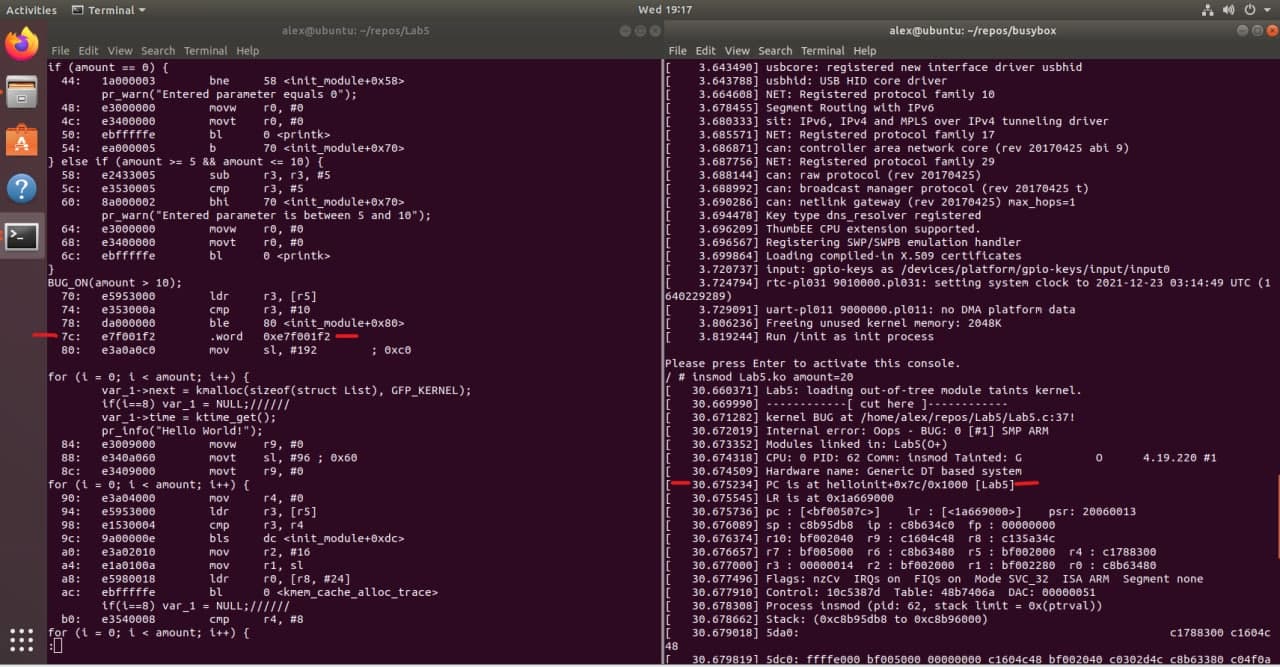 Activities Terminal Wed 19:17
alex@ubuntu: ~/repos/Lab5
File Edit View Search Terminal Help
if (amount == 0) {
44: 1a000003 bne 58 <init_module+0x58>
pr_warn("Entered parameter equals 0");
48: e3000000 movw r0, #0
4c: e3400000 movt r0, #0
50: ebfffffe bl 0 <printk>
54: ea000005 b 70 <init_module+0x70>
} else if (amount >= 5 && amount <= 10) {
58: e2433005 sub r3, r3, #5
5c: e3530005 cmp r3, #5
60: 8a000002 bhi 70 <init_module+0x70>
pr_warn("Entered parameter is between 5 and 10");
64: e3000000 movw r0, #0
68: e3400000 movt r0, #0
6c: ebfffffe bl 0 <printk>
}
BUG_ON(amount > 10);
70: e5953000 ldr r3, [r5]
74: e353000a cmp r3, #10
78: da000000 ble 80 <init_module+0x80>
7c: e7f001f2 .word 0xe7f001f2
80: e3a0a0c0 mov sl, #192 ; 0xc0
for (i = 0; i < amount; i++) {
var_1->next = kmalloc(sizeof(struct List), GFP_KERNEL);
if(i==8) var_1 = NULL;//////
var_1->time = ktime_get();
pr_info("Hello World!");
84: e3009000 movw r9, #0
88: e340a060 movt sl, #96 ; 0x60
8c: e3409000 movt r9, #0
for (i = 0; i < amount; i++) {
90: e3a04000 mov r4, #0
94: e5953000 ldr r3, [r5]
98: e1530004 cmp r3, r4
9c: 9a00000e bls dc <init_module+0xdc>
a0: e3a02010 mov r2, #16
a4: e1a0100a mov r1, sl
a8: e5980018 ldr r0, [r8, #24]
ac: ebfffffe bl 0 <kmem_cache_alloc_trace>
if(i==8) var_1 = NULL;//////
b0: e3540008 cmp r4, #8
for (i = 0; i < amount; i++) {
:
alex@ubuntu: ~/repos/busybox
File Edit View Search Terminal Help
[ 3.643490] usbcore: registered new interface driver usbhid
[ 3.643788] usbhid: USB HID core driver
[ 3.664608] NET: Registered protocol family 10
[ 3.678455] Segment Routing with IPv6
[ 3.680333] sit: IPv6, IPv4 and MPLS over IPv4 tunneling driver
[ 3.685571] NET: Registered protocol family 17
[ 3.686871] can: controller area network core (rev 20170425 abi 9)
[ 3.687756] NET: Registered protocol family 29
[ 3.688144] can: raw protocol (rev 20170425)
[ 3.688992] can: broadcast manager protocol (rev 20170425 t)
[ 3.690286] can: netlink gateway (rev 20170425) max_hops=1
[ 3.694478] Key type dns_resolver registered
[ 3.696209] ThumbEE CPU extension supported.
[ 3.696567] Registering SWP/SWPB emulation handler
[ 3.699864] Loading compiled-in X.509 certificates
[ 3.720737] input: gpio-keys as /devices/platform/gpio-keys/input/input0
[ 3.724794] rtc-pl031 9010000.pl031: setting system clock to 2021-12-23 03:14:49 UTC (1
640229289)
[ 3.729091] uart-pl011 9000000.pl011: no DMA platform data
[ 3.806236] Freeing unused kernel memory: 2048K
[ 3.819244] Run /init as init process
Please press Enter to activate this console.
/ # insmod Lab5.ko amount=20
[ 30.660371] Lab5: loading out-of-tree module taints kernel.
[ 30.669990] ------------[ cut here ]------------
[ 30.671282] kernel BUG at /home/alex/repos/Lab5/Lab5.c:37!
[ 30.672019] Internal error: Oops - BUG: 0 [#1] SMP ARM
[ 30.673352] Modules linked in: Lab5(O+)
[ 30.674318] CPU: 0 PID: 62 Comm: insmod Tainted: G O 4.19.220 #1
[ 30.674509] Hardware name: Generic DT based system
[ 30.675234] PC is at helloinit+0x7c/0x1000 [Lab5]
[ 30.675545] LR is at 0x1a669000
[ 30.675736] pc : [<bf00507c>] lr : [<1a669000>] psr: 20060013
[ 30.676089] sp : c8b95db8 ip : c8b634c0 fp : 00000000
[ 30.676374] r10: bf002040 r9 : c1604c48 r8 : c135a34c
[ 30.676657] r7 : bf005000 r6 : c8b63480 r5 : bf002000 r4 : c1788300
[ 30.677000] r3 : 00000014 r2 : bf002000 r1 : bf002280 r0 : c8b63480
[ 30.677496] Flags: nzCv IRQs on FIQs on Mode SVC_32 ISA ARM Segment none
[ 30.677910] Control: 10c5387d Table: 48b7406a DAC: 00000051
[ 30.678308] Process insmod (pid: 62, stack limit = 0x(ptrval))
[ 30.678662] Stack: (0xc8b95db8 to 0xc8b96000)
[ 30.679018] 5da0: c1788300 c1604c
48
[ 30.679819] 5dc0: ffffe000 bf005000 00000000 c1604c48 bf002040 c0302d4c c8b63380 c04f0a